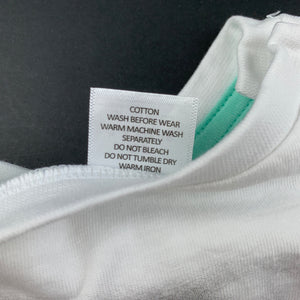 COTTON
WASH BEFORE WEAR
WARM MACHINE WASH
SEPARATELY
DO NOT BLEACH
DO NOT TUMBLE DRY
WARM IRON